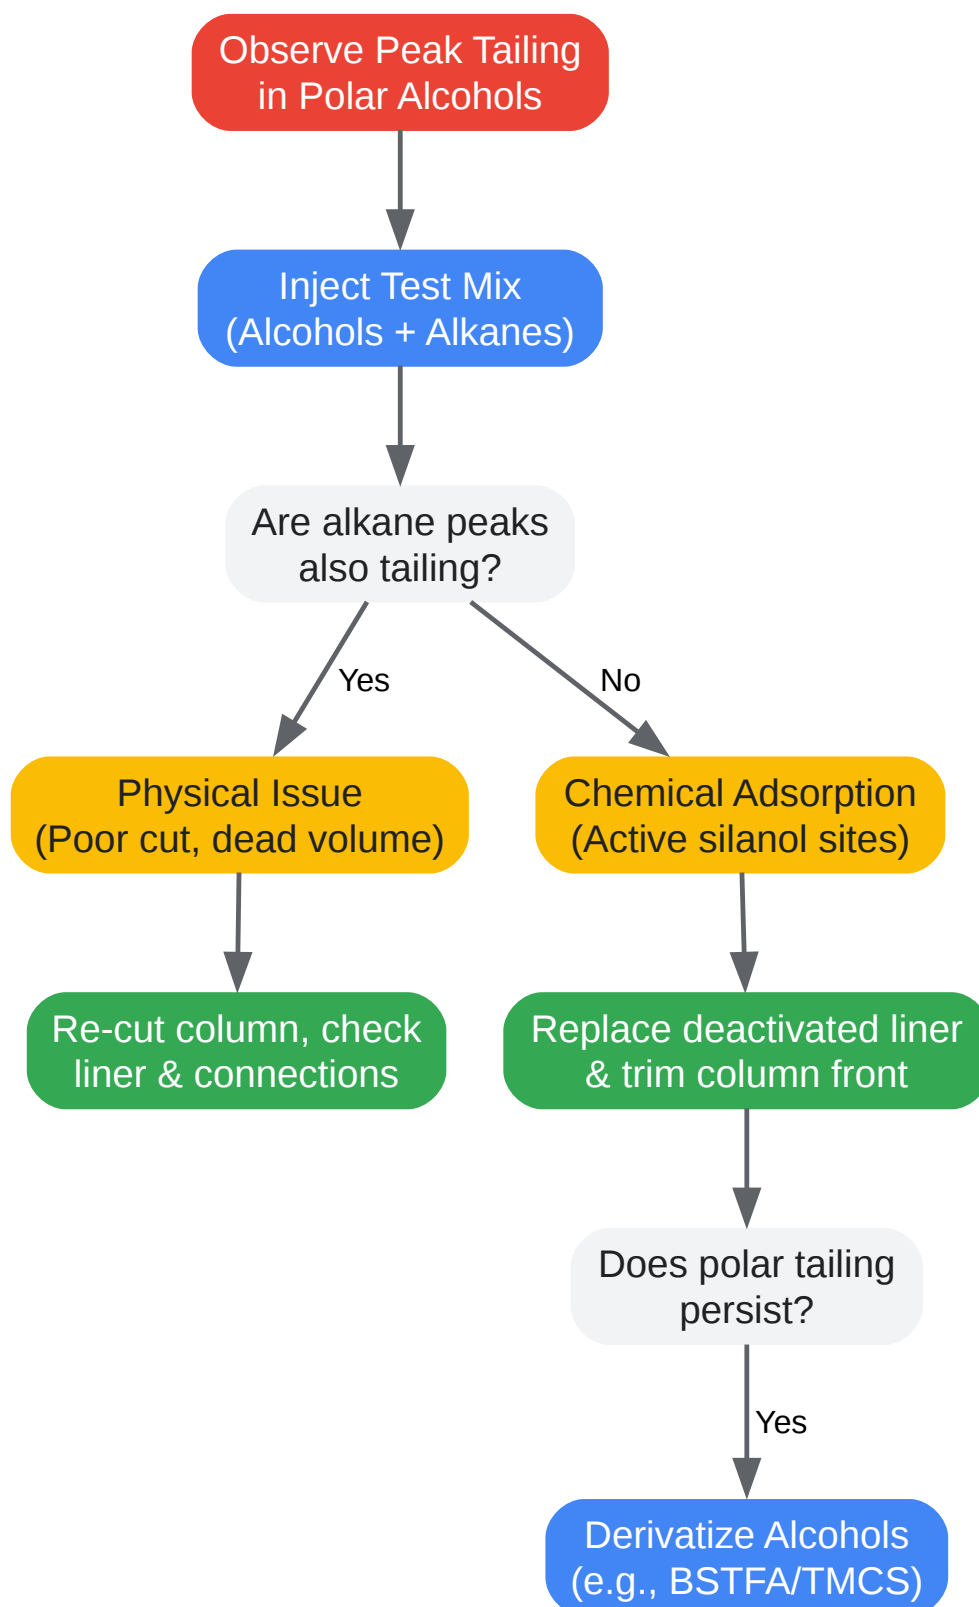 Observe Peak Tailing
in Polar Alcohols
Inject Test Mix
(Alcohols + Alkanes)
Are alkane peaks
also tailing?
Yes
No
Physical Issue
(Poor cut, dead volume)
Chemical Adsorption
(Active silanol sites)
Re-cut column, check
liner & connections
Replace deactivated liner
& trim column front
Does polar tailing
persist?
Yes
Derivatize Alcohols
(e.g., BSTFA/TMCS)